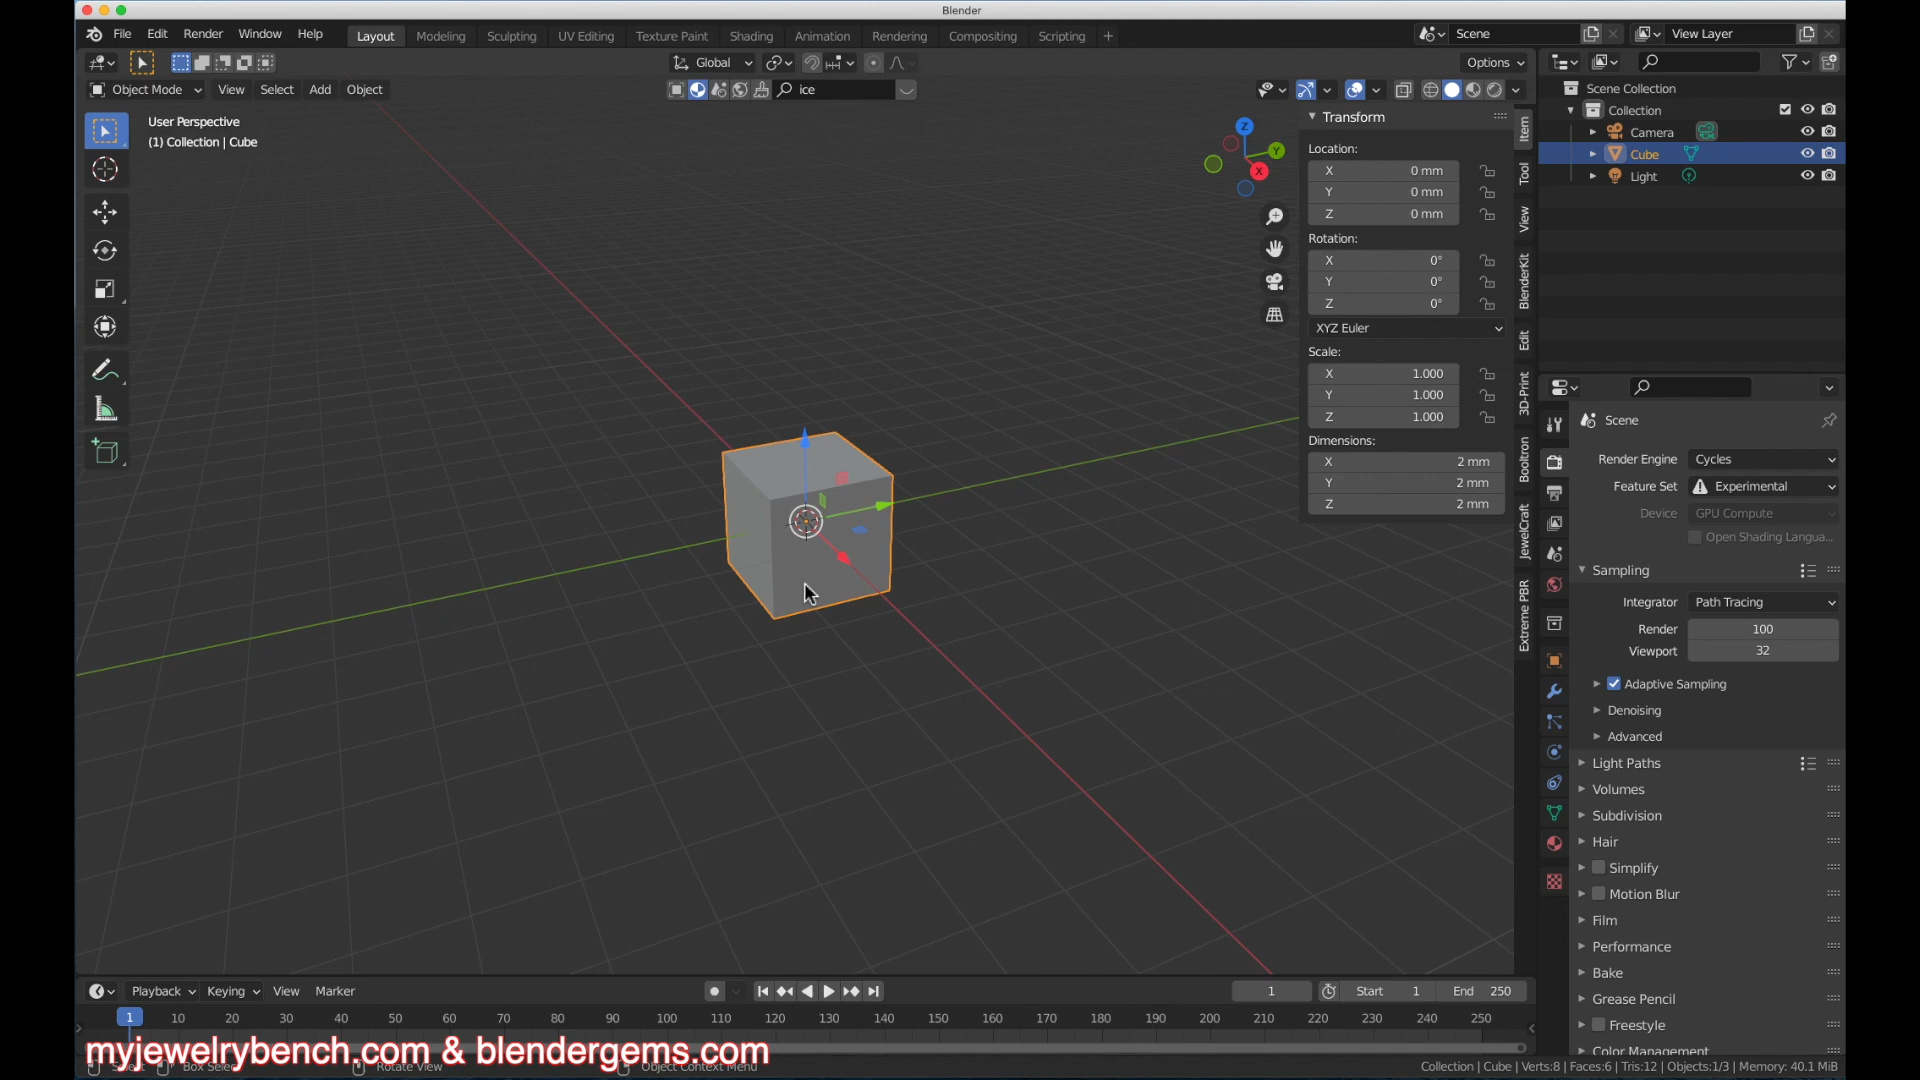 Blender
File Edit Render Window Help Layout Modeling Sculpting UV Editing Texture Paint Shading Animation Rendering Compositing Scripting + Scene View Layer
Global Options
Object Mode View Select Add Object ice
User Perspective
(1) Collection | Cube
Z
Y
X
Transform
Location:
X 0 mm
Y 0 mm
Z 0 mm
Rotation:
X 0°
Y 0°
Z 0°
XYZ Euler
Scale:
X 1.000
Y 1.000
Z 1.000
Dimensions:
X 2 mm
Y 2 mm
Z 2 mm
Item
Tool
View
BlenderKit
Edit
3D-Print
Booltron
JewelCraft
Extreme PBR
Scene Collection
Collection
Camera
Cube
Light
Scene
Render Engine Cycles
Feature Set Experimental
Device GPU Compute
Open Shading Langua...
Sampling
Integrator Path Tracing
Render 100
Viewport 32
Adaptive Sampling
Denoising
Advanced
Light Paths
Volumes
Subdivision
Hair
Simplify
Motion Blur
Film
Performance
Bake
Grease Pencil
Freestyle
Color Management
Playback Keying View Marker 1 Start 1 End 250
1 10 20 30 40 50 60 70 80 90 100 110 120 130 140 150 160 170 180 190 200 210 220 230 240 250
myjewelrybench.com & blendergems.com
Box Select Rotate View Object Context Menu Collection | Cube | Verts:8 | Faces:6 | Tris:12 | Objects:1/3 | Memory: 40.1 MiB